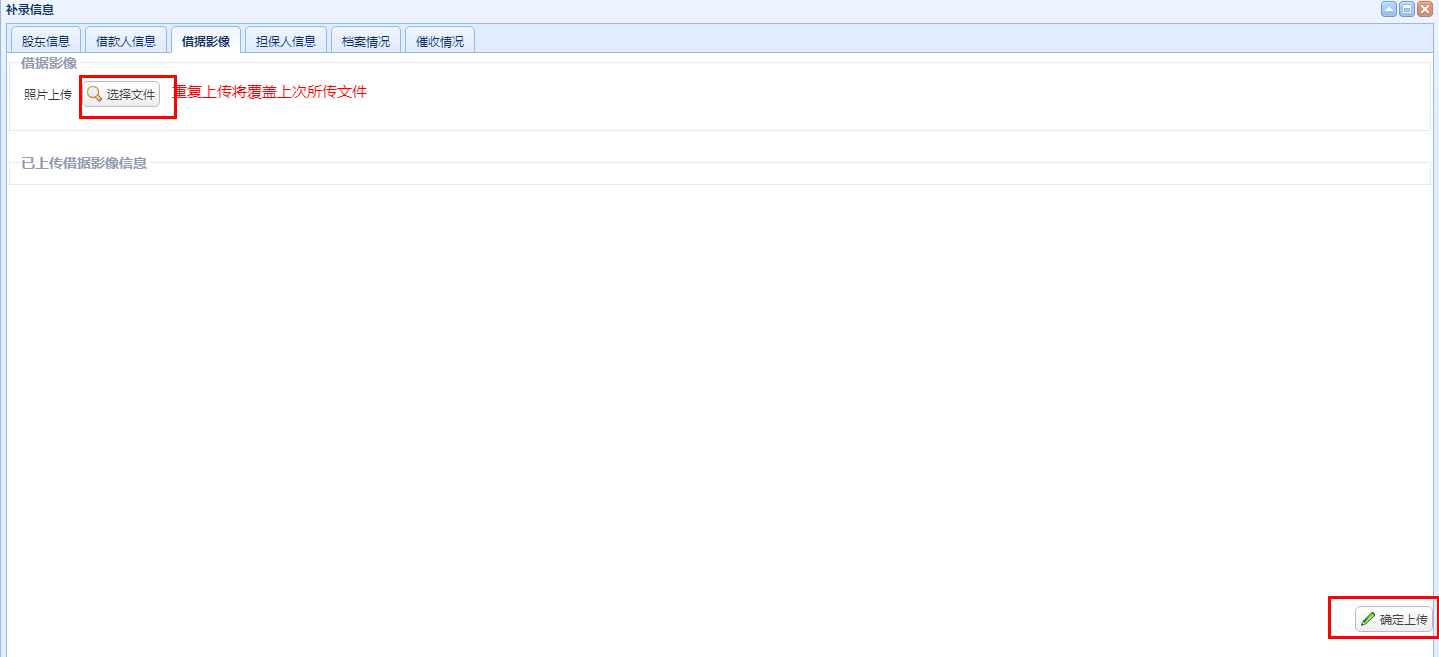 补录信息
股东信息 借款人信息 借据影像 担保人信息 档案情况 催收情况
借据影像
照片上传 选择文件 重复上传将覆盖上次所传文件
已上传借据影像信息
确定上传